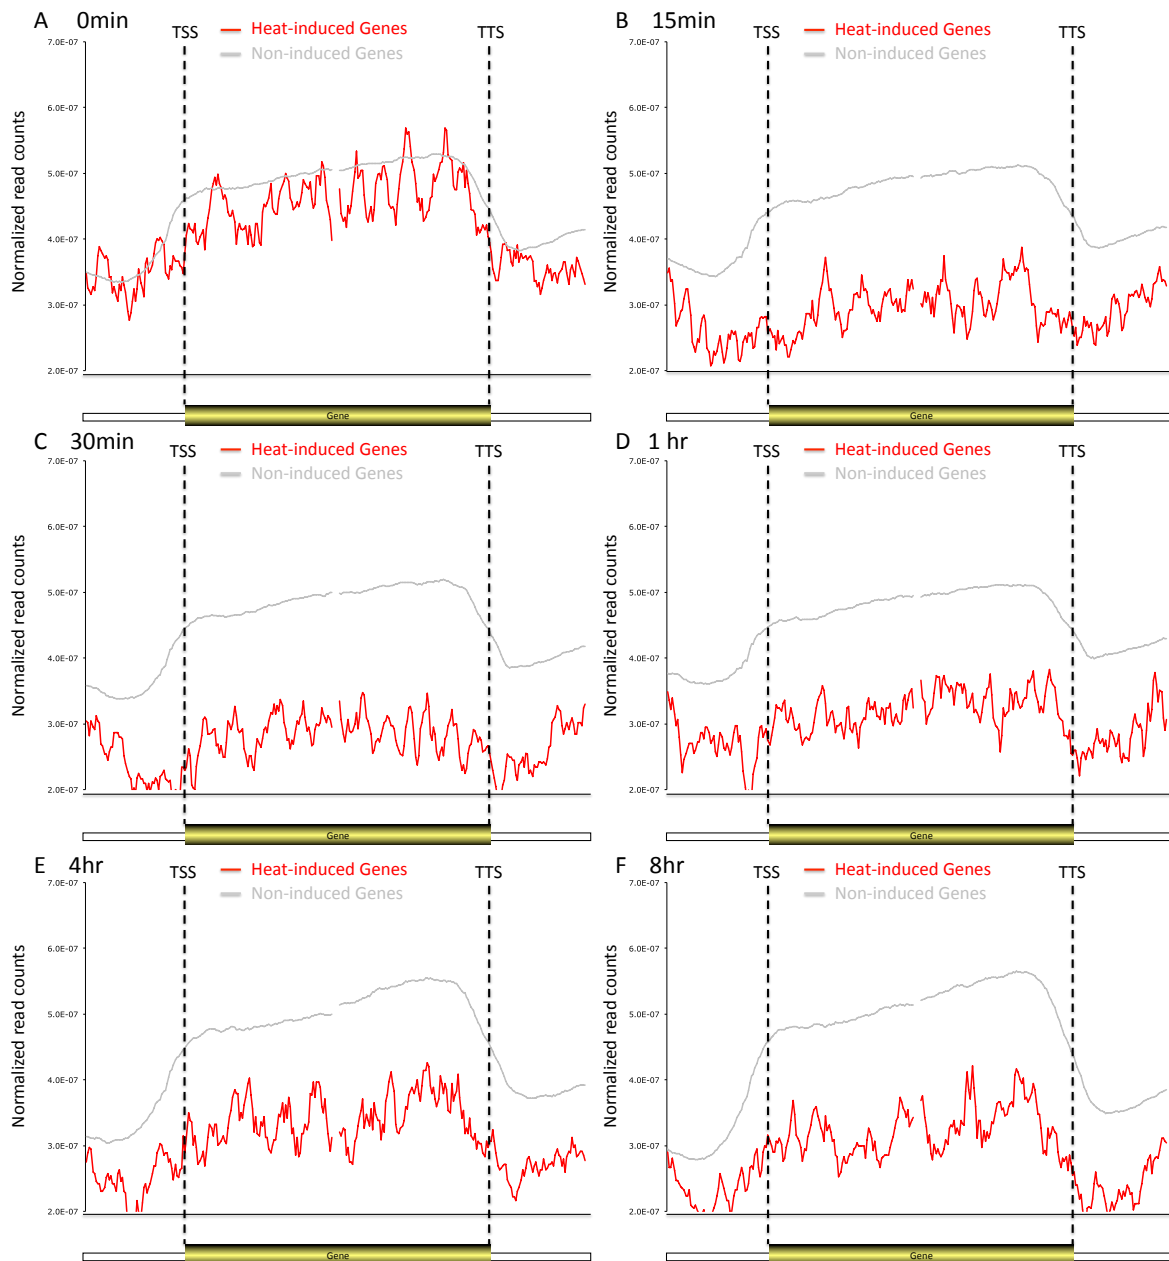 A 0min
TSS
Heat-induced Genes
Non-induced Genes
TTS
Normalized read counts
7.0E-07
6.0E-07
5.0E-07
4.0E-07
3.0E-07
2.0E-07
Gene
B 15min
TSS
Heat-induced Genes
Non-induced Genes
TTS
Normalized read counts
7.0E-07
6.0E-07
5.0E-07
4.0E-07
3.0E-07
2.0E-07
Gene
C 30min
TSS
Heat-induced Genes
Non-induced Genes
TTS
Normalized read counts
7.0E-07
6.0E-07
5.0E-07
4.0E-07
3.0E-07
2.0E-07
Gene
D 1 hr
TSS
Heat-induced Genes
Non-induced Genes
TTS
Normalized read counts
7.0E-07
6.0E-07
5.0E-07
4.0E-07
3.0E-07
2.0E-07
Gene
E 4hr
TSS
Heat-induced Genes
Non-induced Genes
TTS
Normalized read counts
7.0E-07
6.0E-07
5.0E-07
4.0E-07
3.0E-07
2.0E-07
Gene
F 8hr
TSS
Heat-induced Genes
Non-induced Genes
TTS
Normalized read counts
7.0E-07
6.0E-07
5.0E-07
4.0E-07
3.0E-07
2.0E-07
Gene